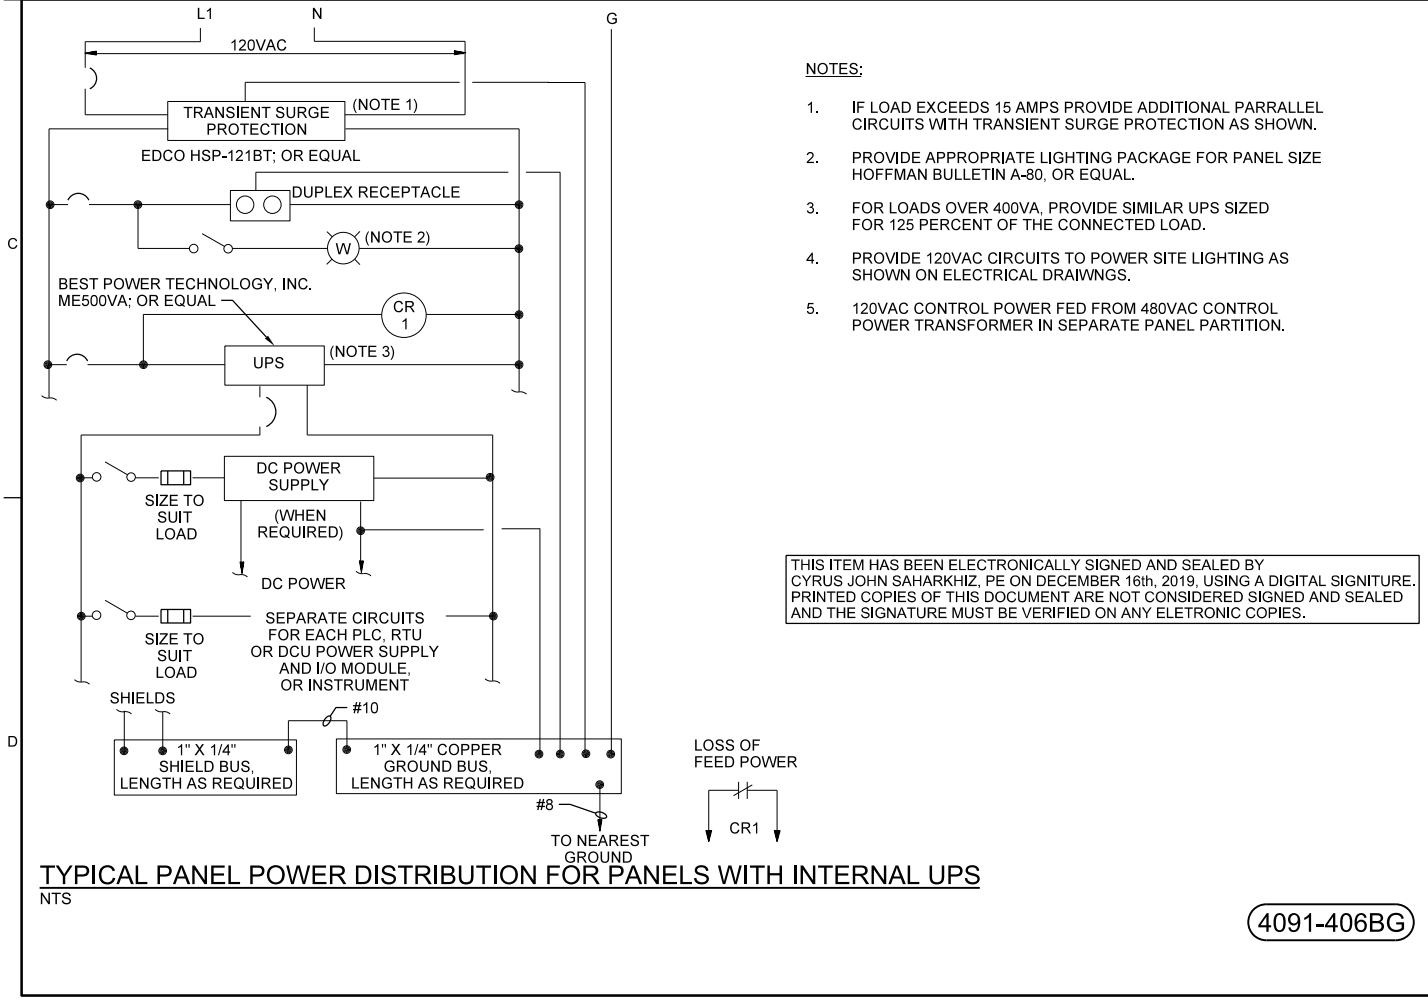 L1
N
G
120VAC
TRANSIENT SURGE
PROTECTION
(NOTE 1)
EDCO HSP-121BT; OR EQUAL
DUPLEX RECEPTACLE
W
(NOTE 2)
BEST POWER TECHNOLOGY, INC.
ME500VA; OR EQUAL
CR
1
UPS
(NOTE 3)
DC POWER
SUPPLY
SIZE TO
SUIT
LOAD
(WHEN
REQUIRED)
DC POWER
SIZE TO
SUIT
LOAD
SEPARATE CIRCUITS
FOR EACH PLC, RTU
OR DCU POWER SUPPLY
AND I/O MODULE,
OR INSTRUMENT
SHIELDS
#10
1" X 1/4"
SHIELD BUS,
LENGTH AS REQUIRED
1" X 1/4" COPPER
GROUND BUS,
LENGTH AS REQUIRED
#8
TO NEAREST
GROUND
LOSS OF
FEED POWER
CR1
C
D
NOTES:
1. IF LOAD EXCEEDS 15 AMPS PROVIDE ADDITIONAL PARRALLEL
CIRCUITS WITH TRANSIENT SURGE PROTECTION AS SHOWN.
2. PROVIDE APPROPRIATE LIGHTING PACKAGE FOR PANEL SIZE
HOFFMAN BULLETIN A-80, OR EQUAL.
3. FOR LOADS OVER 400VA, PROVIDE SIMILAR UPS SIZED
FOR 125 PERCENT OF THE CONNECTED LOAD.
4. PROVIDE 120VAC CIRCUITS TO POWER SITE LIGHTING AS
SHOWN ON ELECTRICAL DRAIWNGS.
5. 120VAC CONTROL POWER FED FROM 480VAC CONTROL
POWER TRANSFORMER IN SEPARATE PANEL PARTITION.
THIS ITEM HAS BEEN ELECTRONICALLY SIGNED AND SEALED BY
CYRUS JOHN SAHARKHIZ, PE ON DECEMBER 16th, 2019, USING A DIGITAL SIGNITURE.
PRINTED COPIES OF THIS DOCUMENT ARE NOT CONSIDERED SIGNED AND SEALED
AND THE SIGNATURE MUST BE VERIFIED ON ANY ELETRONIC COPIES.
TYPICAL PANEL POWER DISTRIBUTION FOR PANELS WITH INTERNAL UPS
NTS
4091-406BG